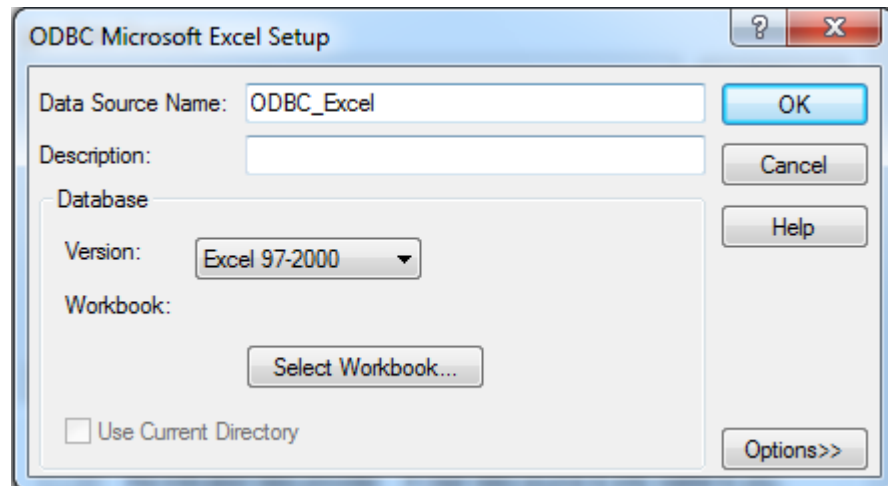 ODBC Microsoft Excel Setup
Data Source Name: ODBC_Excel OK
Description: Cancel
Database
Help
Version: Excel 97-2000
Workbook:
Select Workbook...
Use Current Directory
Options>>